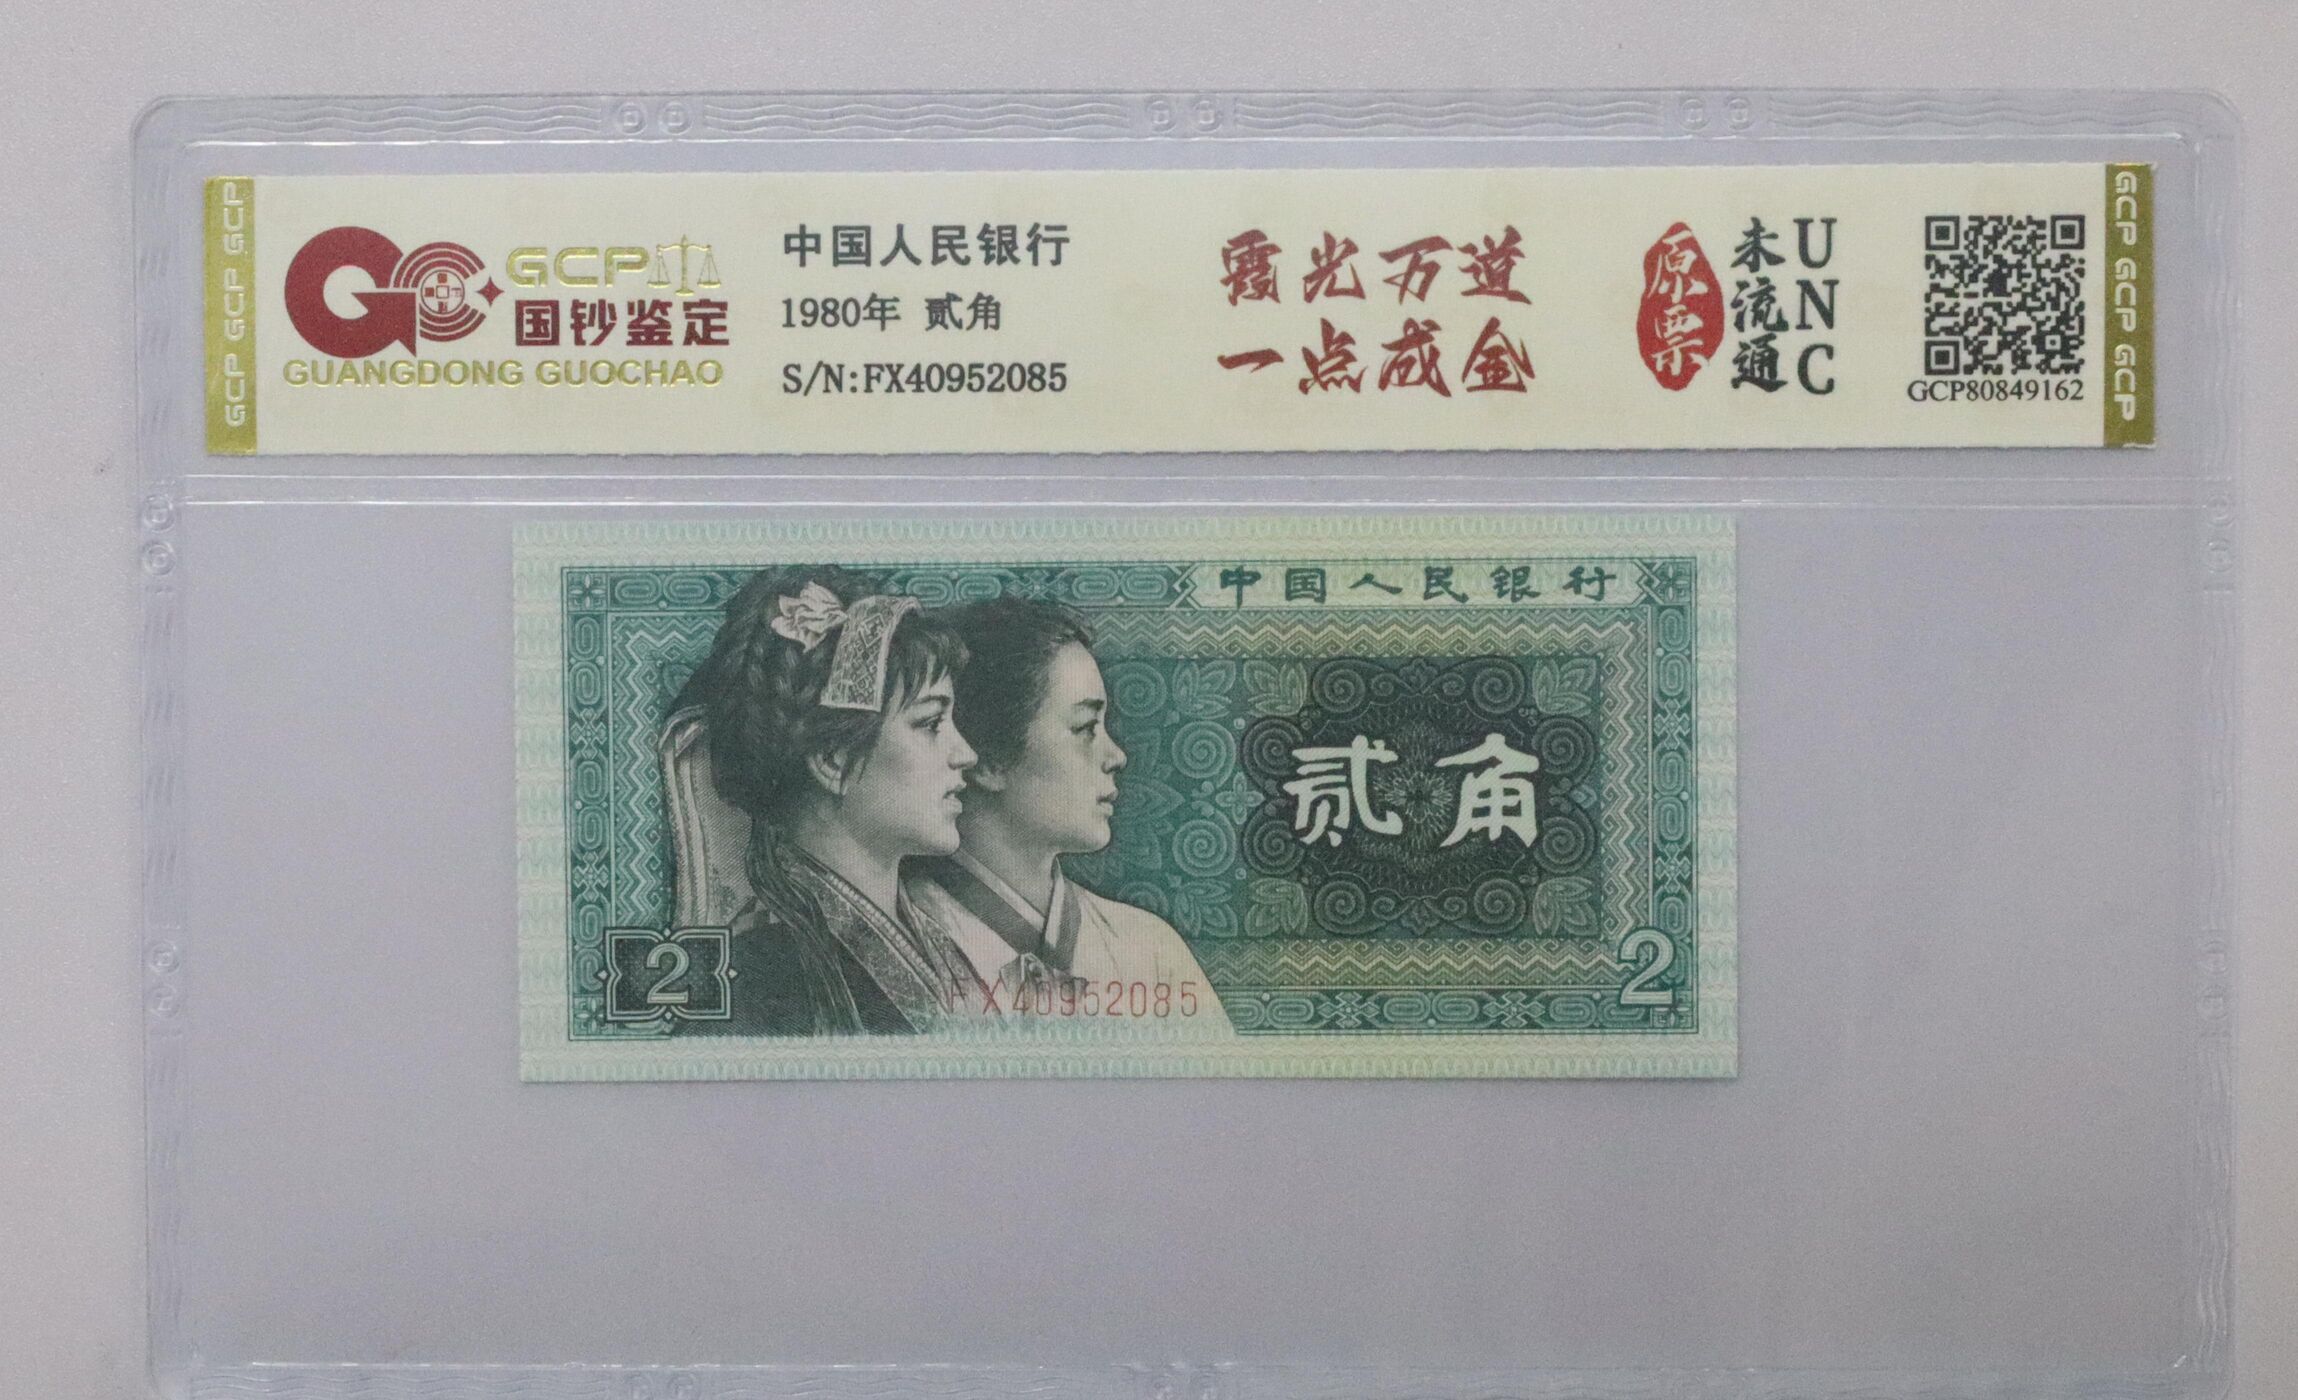 GCP GCP GCP
GCP
国钞鉴定
GUANGDONG GUOCHAO
中国人民银行
1980年 贰角
S/N:FX40952085
霞光万道
一点成金
原票
未流通
UNC
GCP80849162
GCP GCP GCP
中国人民银行
贰角
2
FX40952085
2